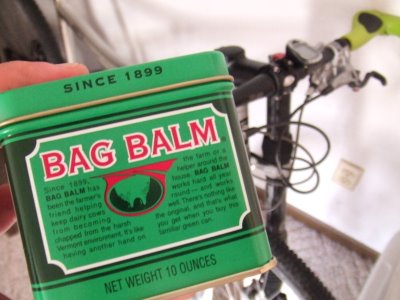 SINCE 1899
BAG BALM
Since 1899,
BAG BALM has
been the farmer's
friend helping
keep dairy cows
from becoming
chapped from the harsh
Vermont environment. It's like
having another hand on
the farm or a
helper around the
house. BAG BALM
works hard all year
round — and works
well. There's nothing like
the original, and that's what
you get when you buy this
familiar green can.
NET WEIGHT 10 OUNCES